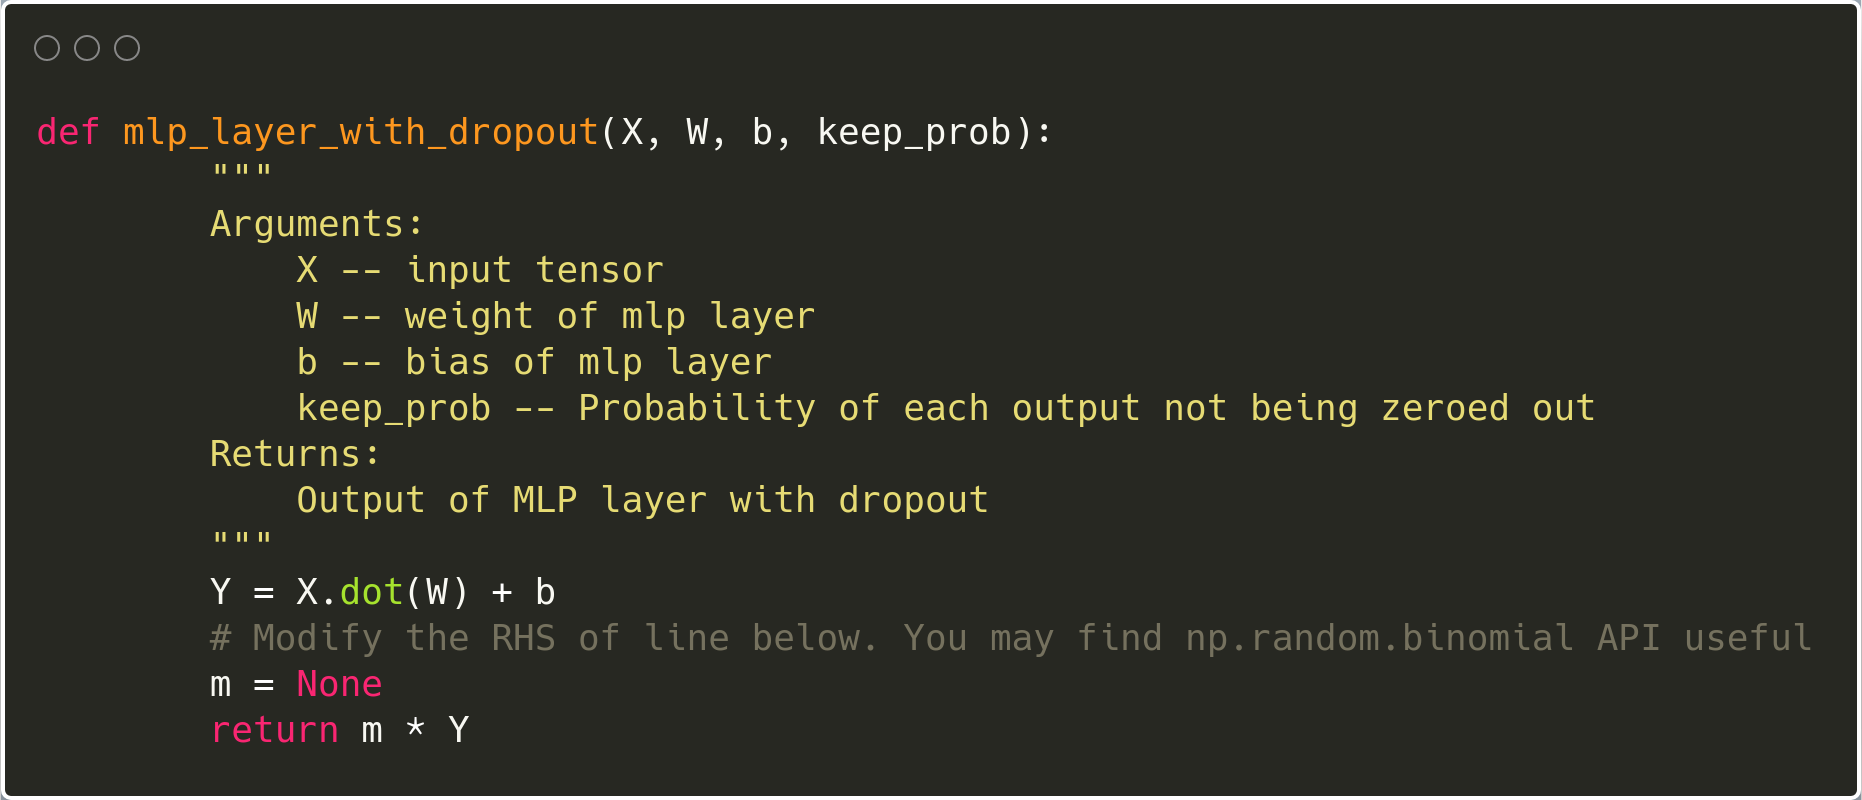 def mlp_layer_with_dropout(X, W, b, keep_prob):
        """
        Arguments:
            X -- input tensor
            W -- weight of mlp layer
            b -- bias of mlp layer
            keep_prob -- Probability of each output not being zeroed out
        Returns:
            Output of MLP layer with dropout
        """
        Y = X.dot(W) + b
        # Modify the RHS of line below. You may find np.random.binomial API useful
        m = None
        return m * Y